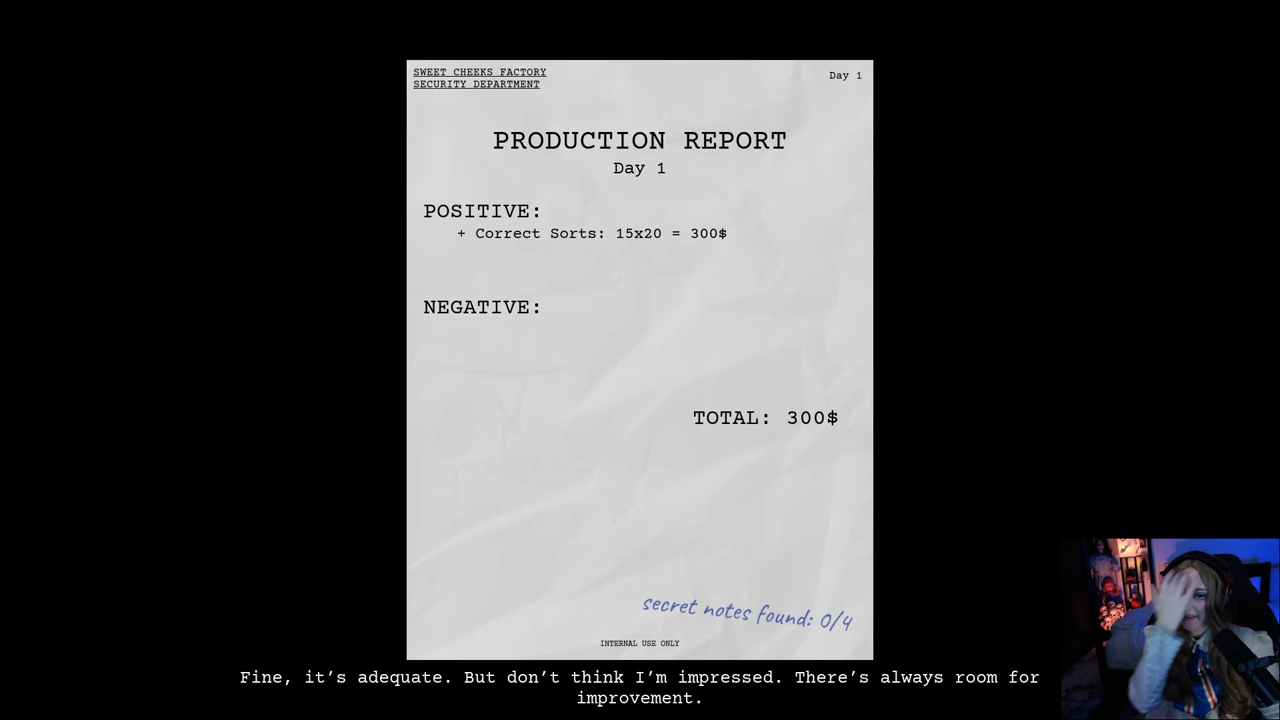 SWEET CHEEKS FACTORY
SECURITY DEPARTMENT
Day 1
PRODUCTION REPORT
Day 1
POSITIVE:
+ Correct Sorts: 15x20 = 300$
NEGATIVE:
TOTAL: 300$
secret notes found: 0/4
INTERNAL USE ONLY
Fine, it’s adequate. But don’t think I’m impressed. There’s always room for
improvement.